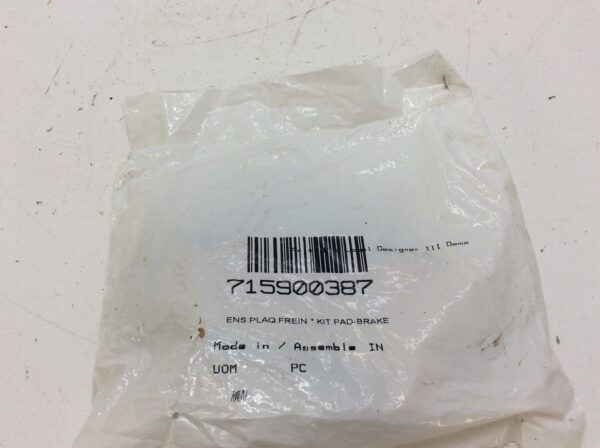 Designer III Demo
715900387
ENS.PLAQ.FREIN * KIT PAD-BRAKE
Made in / Assemble IN
UOM PC